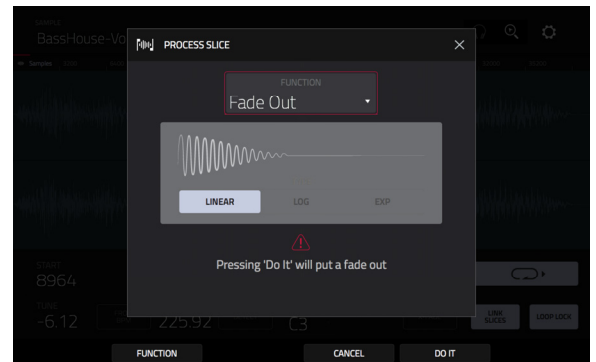 SAMPLE
BassHouse-Vo
PROCESS SLICE
Samples
FUNCTION
Fade Out
LINEAR LOG EXP
Pressing 'Do It' will put a fade out
START
8964
TUNE
-6.12 225.92 C3
LINK SLICES
LOOP LOCK
FUNCTION CANCEL DO IT